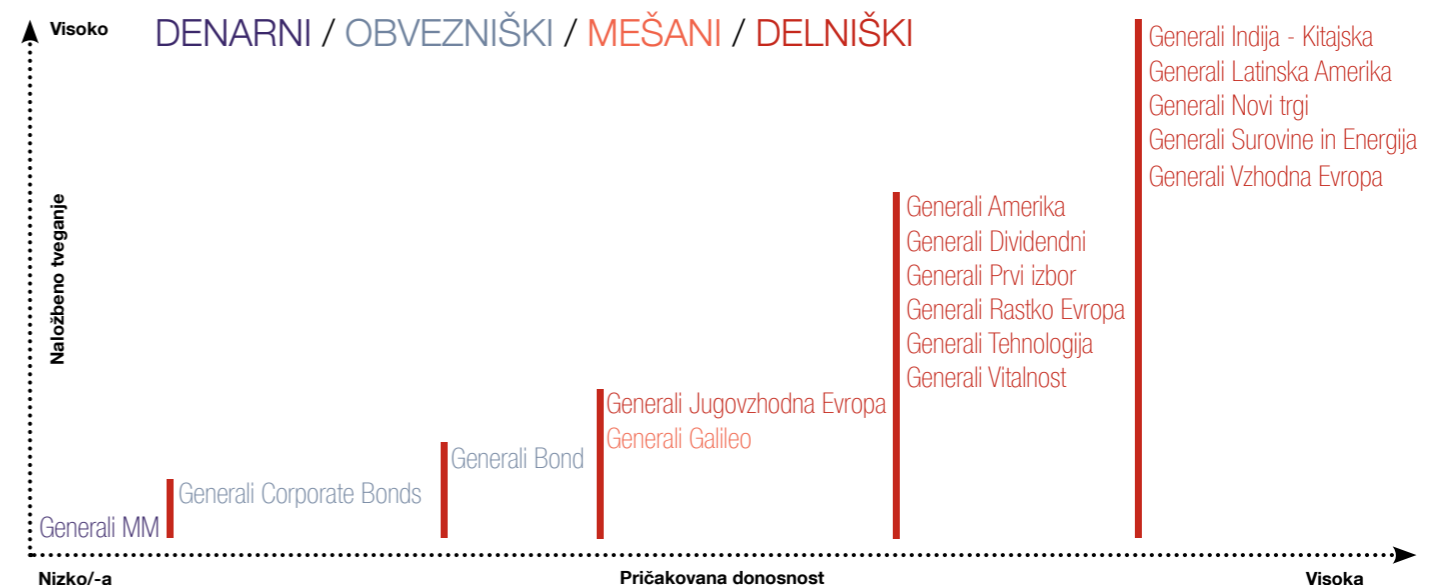 Visoko
DENARNI / OBVEZNIŠKI / MEŠANI / DELNIŠKI
Generali Indija - Kitajska
Generali Latinska Amerika
Generali Novi trgi
Generali Surovine in Energija
Generali Vzhodna Evropa
Naložbeno tveganje
Generali Amerika
Generali Dividendni
Generali Prvi izbor
Generali Rastko Evropa
Generali Tehnologija
Generali Vitalnost
Generali Jugovzhodna Evropa
Generali Galileo
Generali Bond
Generali Corporate Bonds
Generali MM
Nizko/-a
Pričakovana donosnost
Visoka